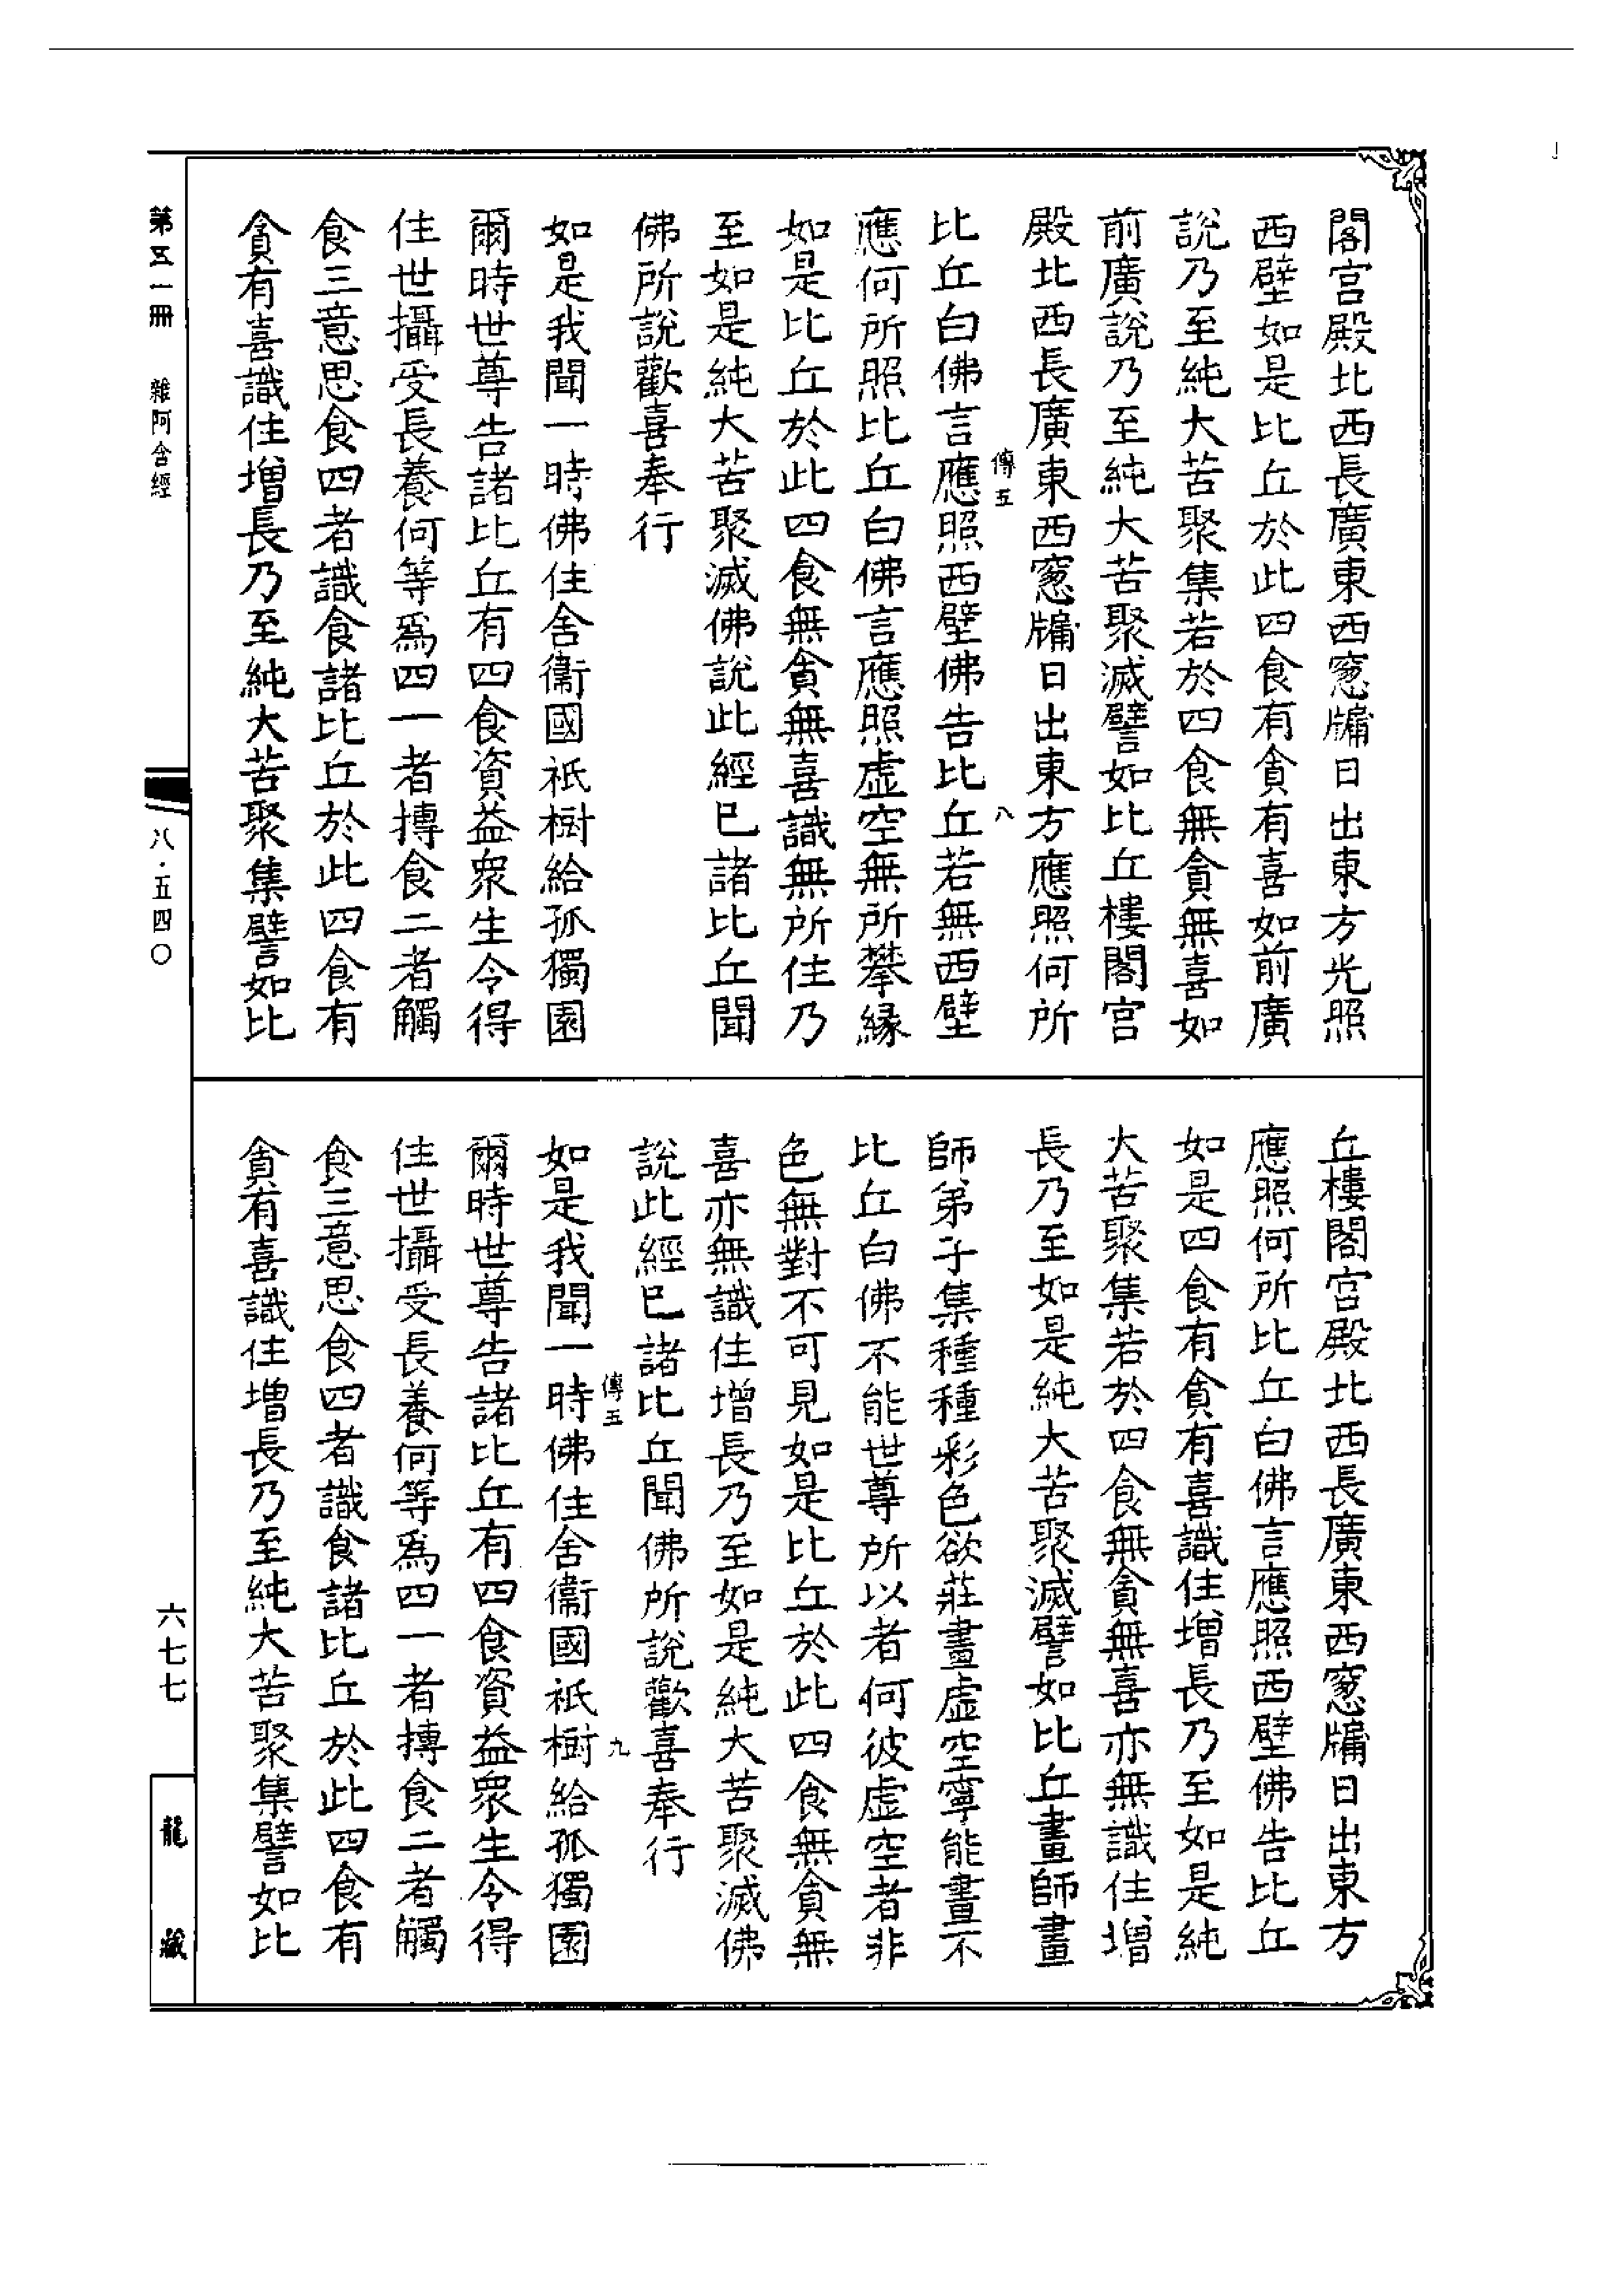 閣宮殿北西長廣東西窻牖日出東方光照
西壁如是比丘於此四食有貪有喜如前廣
說乃至純大苦聚集若於四食無貪無喜如
前廣說乃至純大苦聚滅譬如比丘樓閣宮
殿北西長廣東西窻牖日出東方應照何所
傳五 八
比丘白佛言應照西壁佛告比丘若無西壁
應何所照比丘白佛言應照虛空無所攀緣
如是比丘於此四食無貪無喜識無所住乃
至如是純大苦聚滅佛說此經已諸比丘聞
佛所說歡喜奉行
如是我聞一時佛住舍衞國祇樹給孤獨園
爾時世尊告諸比丘有四食資益衆生令得
住世攝受長養何等爲四一者摶食二者觸
食三意思食四者識食諸比丘於此四食有
貪有喜識住增長乃至純大苦聚集譬如比
丘樓閣宮殿北西長廣東西窻牖日出東方
應照何所比丘白佛言應照西壁佛告比丘
如是四食有貪有喜識住增長乃至如是純
大苦聚集若於四食無貪無喜亦無識住增
長乃至如是純大苦聚滅譬如比丘畫師畫
師弟子集種種彩色欲莊畫虛空寧能畫不
比丘白佛不能世尊所以者何彼虛空者非
色無對不可見如是比丘於此四食無貪無
喜亦無識住增長乃至如是純大苦聚滅佛
說此經已諸比丘聞佛所說歡喜奉行
傳五 九
如是我聞一時佛住舍衞國祇樹給孤獨園
爾時世尊告諸比丘有四食資益衆生令得
住世攝受長養何等爲四一者摶食二者觸
食三意思食四者識食諸比丘於此四食有
貪有喜識住增長乃至純大苦聚集譬如比
第五一冊 雜阿含經
八·五四〇
六七七
龍藏